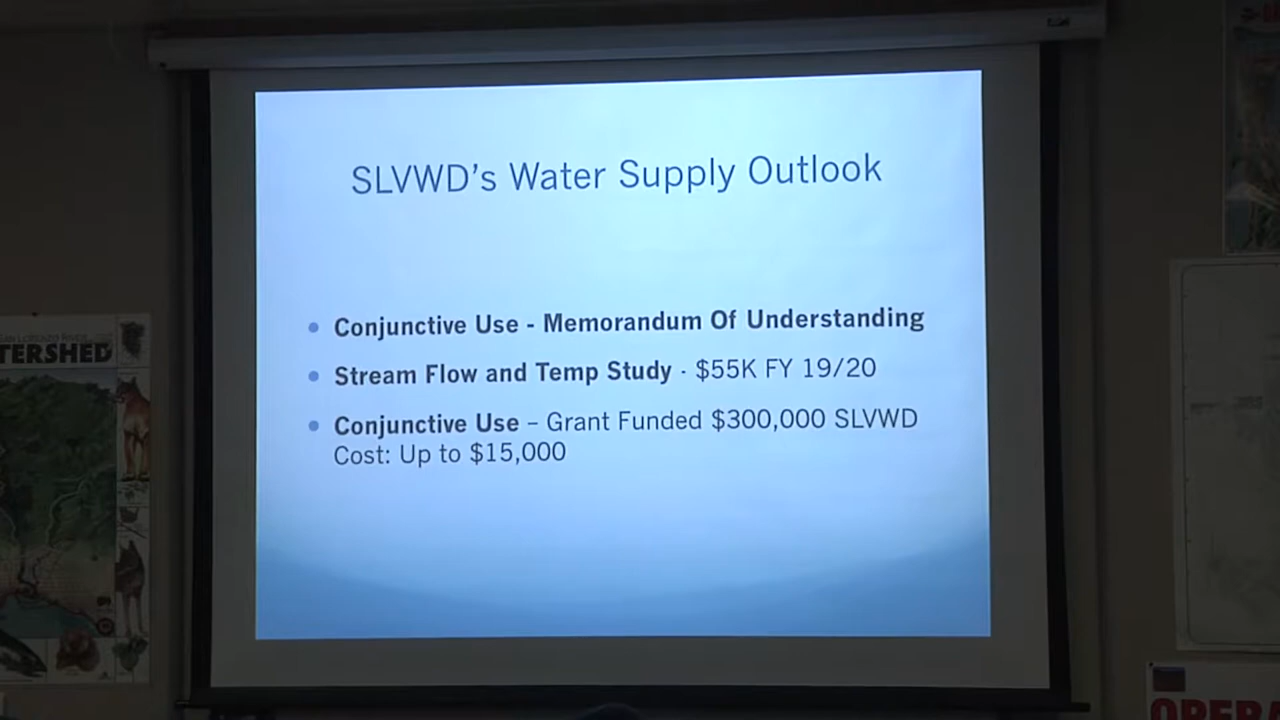 SLVWD's Water Supply Outlook
Conjunctive Use - Memorandum Of Understanding
Stream Flow and Temp Study - $55K FY 19/20
Conjunctive Use – Grant Funded $300,000 SLVWD
Cost: Up to $15,000
TERSHED
OPERA